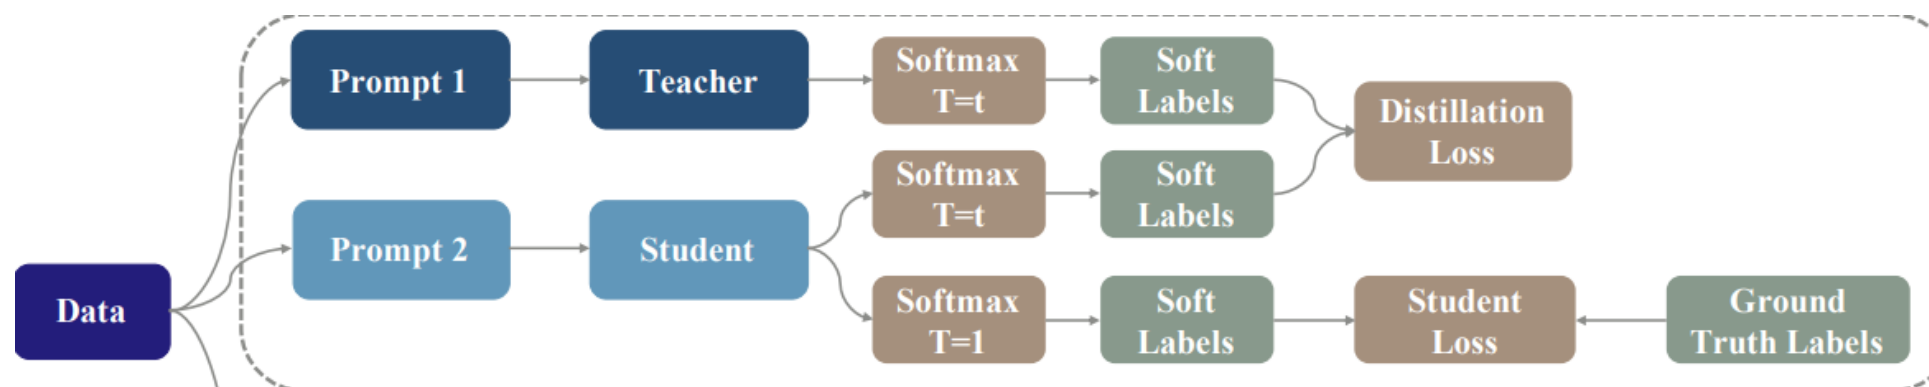 Prompt 1
Teacher
Softmax
T=t
Soft
Labels
Distillation
Loss
Prompt 2
Student
Softmax
T=t
Soft
Labels
Data
Softmax
T=1
Soft
Labels
Student
Loss
Ground
Truth Labels